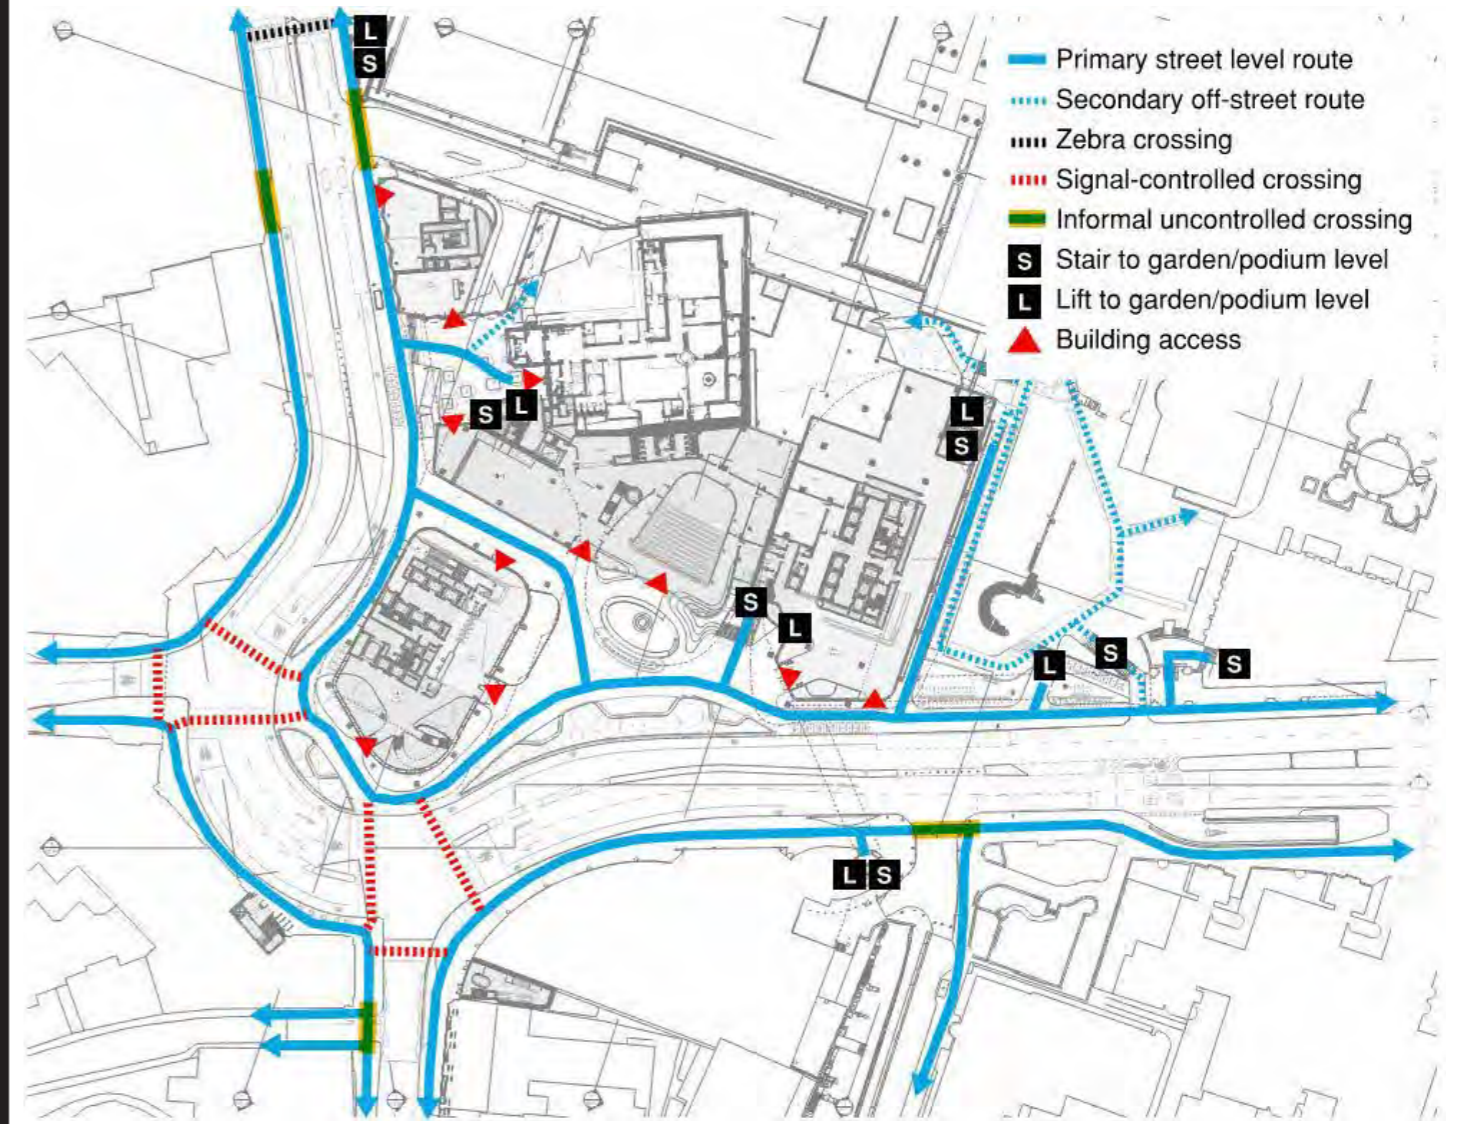 L
S
Primary street level route
Secondary off-street route
Zebra crossing
Signal-controlled crossing
Informal uncontrolled crossing
S Stair to garden/podium level
L Lift to garden/podium level
Building access
S L
L
S
S
L
S
L
S
L S